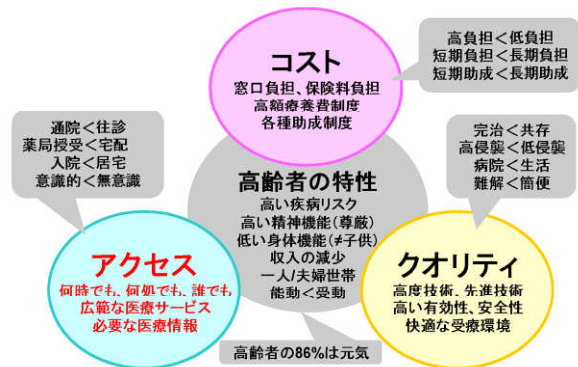 コスト
窓口負担、保険料負担
高額療養費制度
各種助成制度
高負担＜低負担
短期負担＜長期負担
短期助成＜長期助成
通院＜往診
薬局授受＜宅配
入院＜居宅
意識的＜無意識
完治＜共存
高侵襲＜低侵襲
病院＜生活
難解＜簡便
高齢者の特性
高い疾病リスク
高い精神機能(尊厳)
低い身体機能(≠子供)
収入の減少
一人/夫婦世帯
能動＜受動
アクセス
何時でも、何処でも、誰でも
広範な医療サービス
必要な医療情報
クオリティ
高度技術、先進技術
高い有効性、安全性
快適な受療環境
高齢者の86%は元気